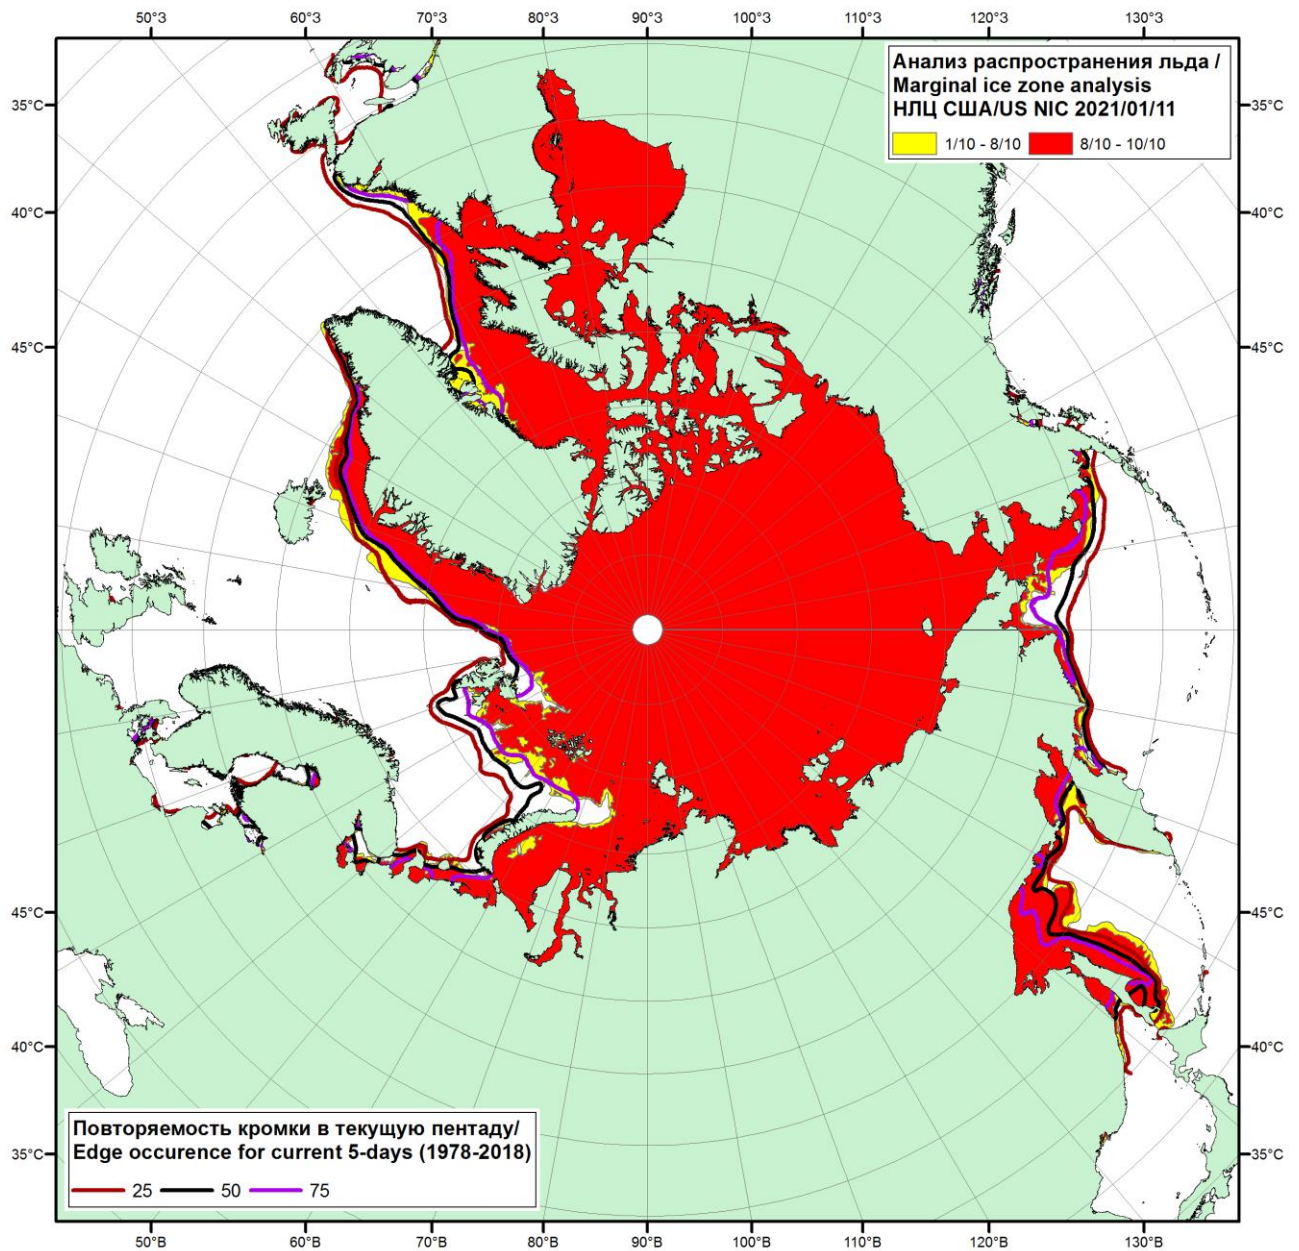 50°З 60°З 70°З 80°З 90°З 100°З 110°З 120°З 130°З
Анализ распространения льда /
Marginal ice zone analysis
НЛЦ США/US NIC 2021/01/11
1/10 - 8/10 8/10 - 10/10
35°С 35°С
40°С 40°С
45°С 45°С
45°С 45°С
40°С 40°С
35°С 35°С
Повторяемость кромки в текущую пентаду/
Edge occurence for current 5-days (1978-2018)
25 50 75
50°В 60°В 70°В 80°В 90°В 100°В 110°В 120°В 130°В